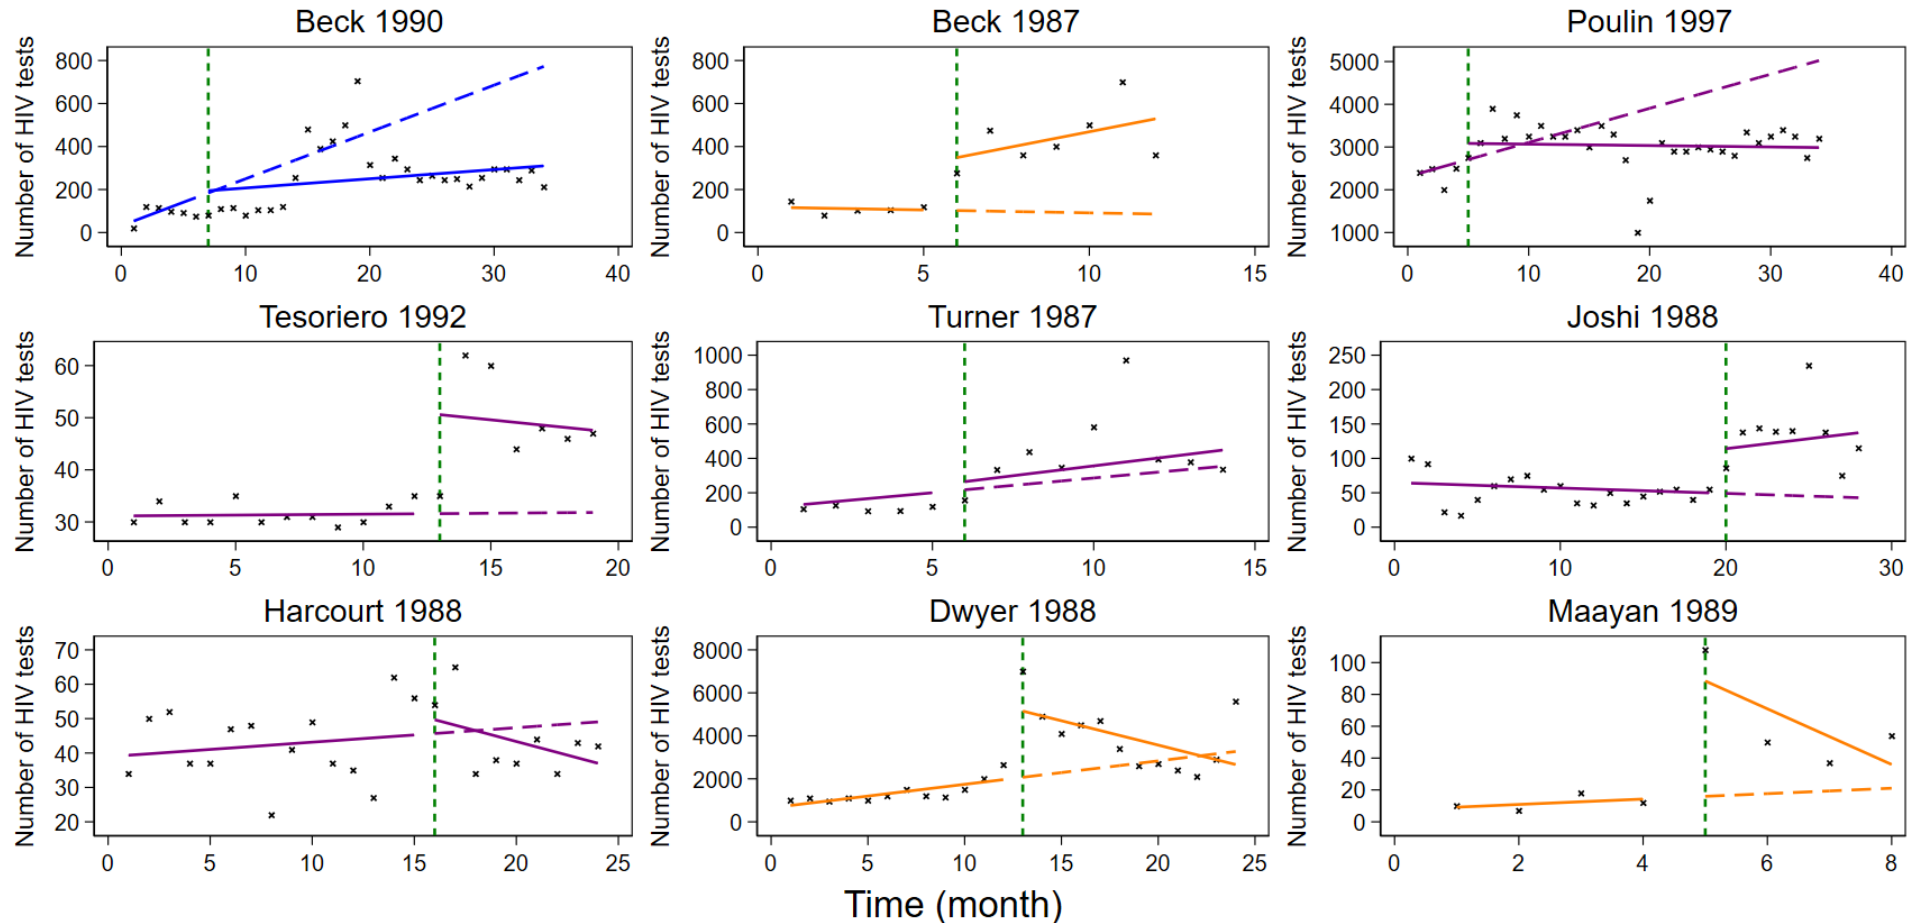 Beck 1990
Beck 1987
Poulin 1997
Number of HIV tests
800
600
400
200
0
0 10 20 30 40
Number of HIV tests
800
600
400
200
0
0 5 10 15
Number of HIV tests
5000
4000
3000
2000
1000
0 10 20 30 40
Tesoriero 1992
Turner 1987
Joshi 1988
Number of HIV tests
60
50
40
30
0 5 10 15 20
Number of HIV tests
1000
800
600
400
200
0
0 5 10 15
Number of HIV tests
250
200
150
100
50
0
0 10 20 30
Harcourt 1988
Dwyer 1988
Maayan 1989
Number of HIV tests
70
60
50
40
30
20
0 5 10 15 20 25
Number of HIV tests
8000
6000
4000
2000
0
0 5 10 15 20 25
Number of HIV tests
100
80
60
40
20
0
0 2 4 6 8
Time (month)